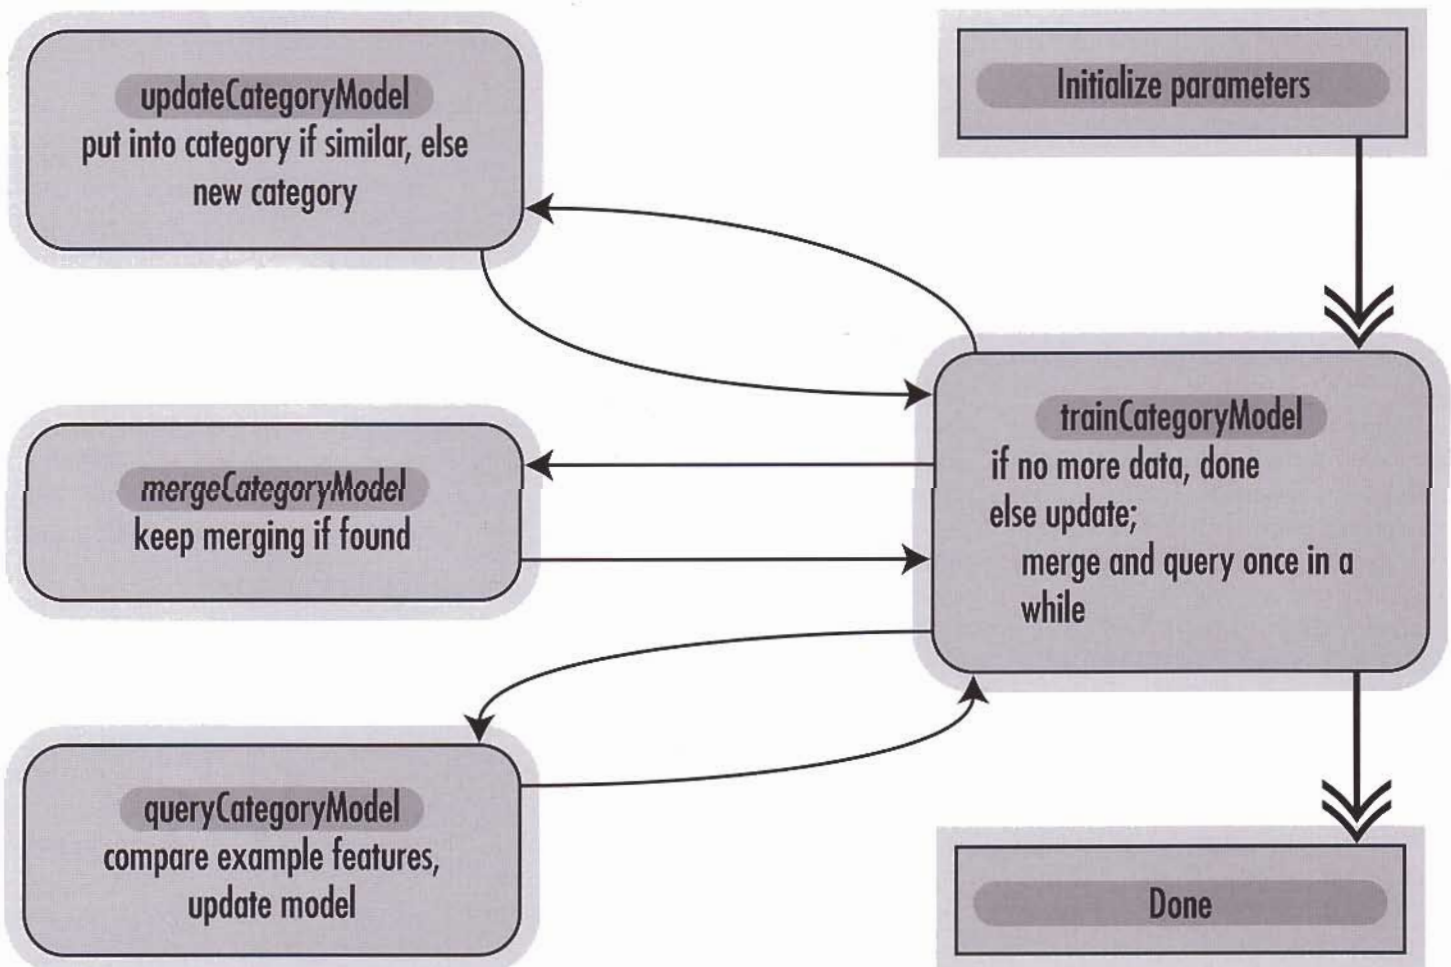 updateCategoryModel
put into category if similar, else
new category
Initialize parameters
trainCategoryModel
if no more data, done
else update;
merge and query once in a
while
mergeCategoryModel
keep merging if found
queryCategoryModel
compare example features,
update model
Done